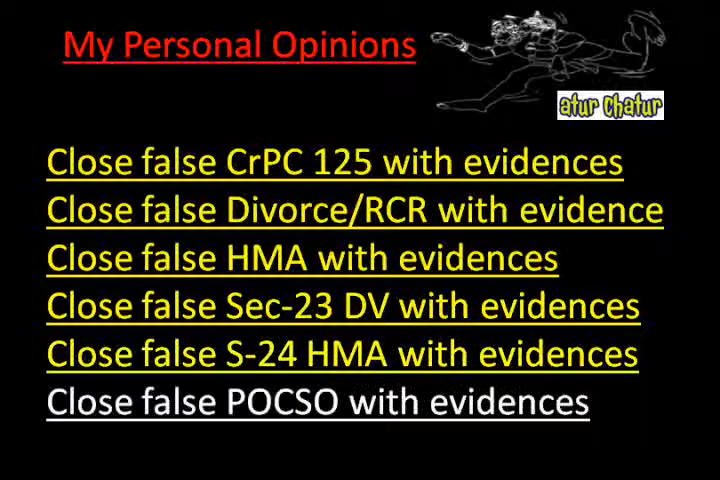 My Personal Opinions
atur chatur
Close false CrPC 125 with evidences
Close false Divorce/RCR with evidence
Close false HMA with evidences
Close false Sec-23 DV with evidences
Close false S-24 HMA with evidences
Close false POCSO with evidences